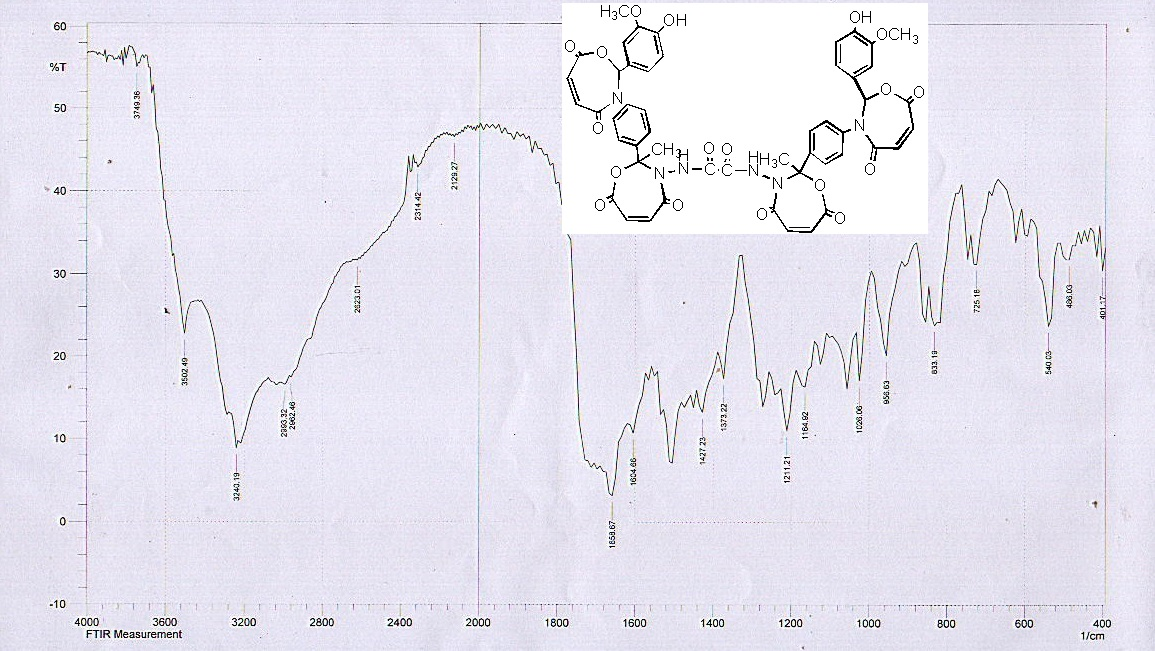 60
%T
50
40
30
20
10
0
-10
3749.36
3502.49
3240.19
2993.32
2962.46
2623.01
2314.42
2129.27
1658.67
1604.66
1427.23
1373.22
1211.21
1164.92
1026.06
956.63
833.19
725.18
540.03
486.03
401.17
H₃CO
OH
O
O
N
O
OH
OCH₃
O
O
N
O
CH₃
O
N
H
N
O
O
O
O
C
C
H
N
N
H₃C
O
O
O
4000
3600
3200
2800
2400
2000
1800
1600
1400
1200
1000
800
600
400
FTIR Measurement
1/cm